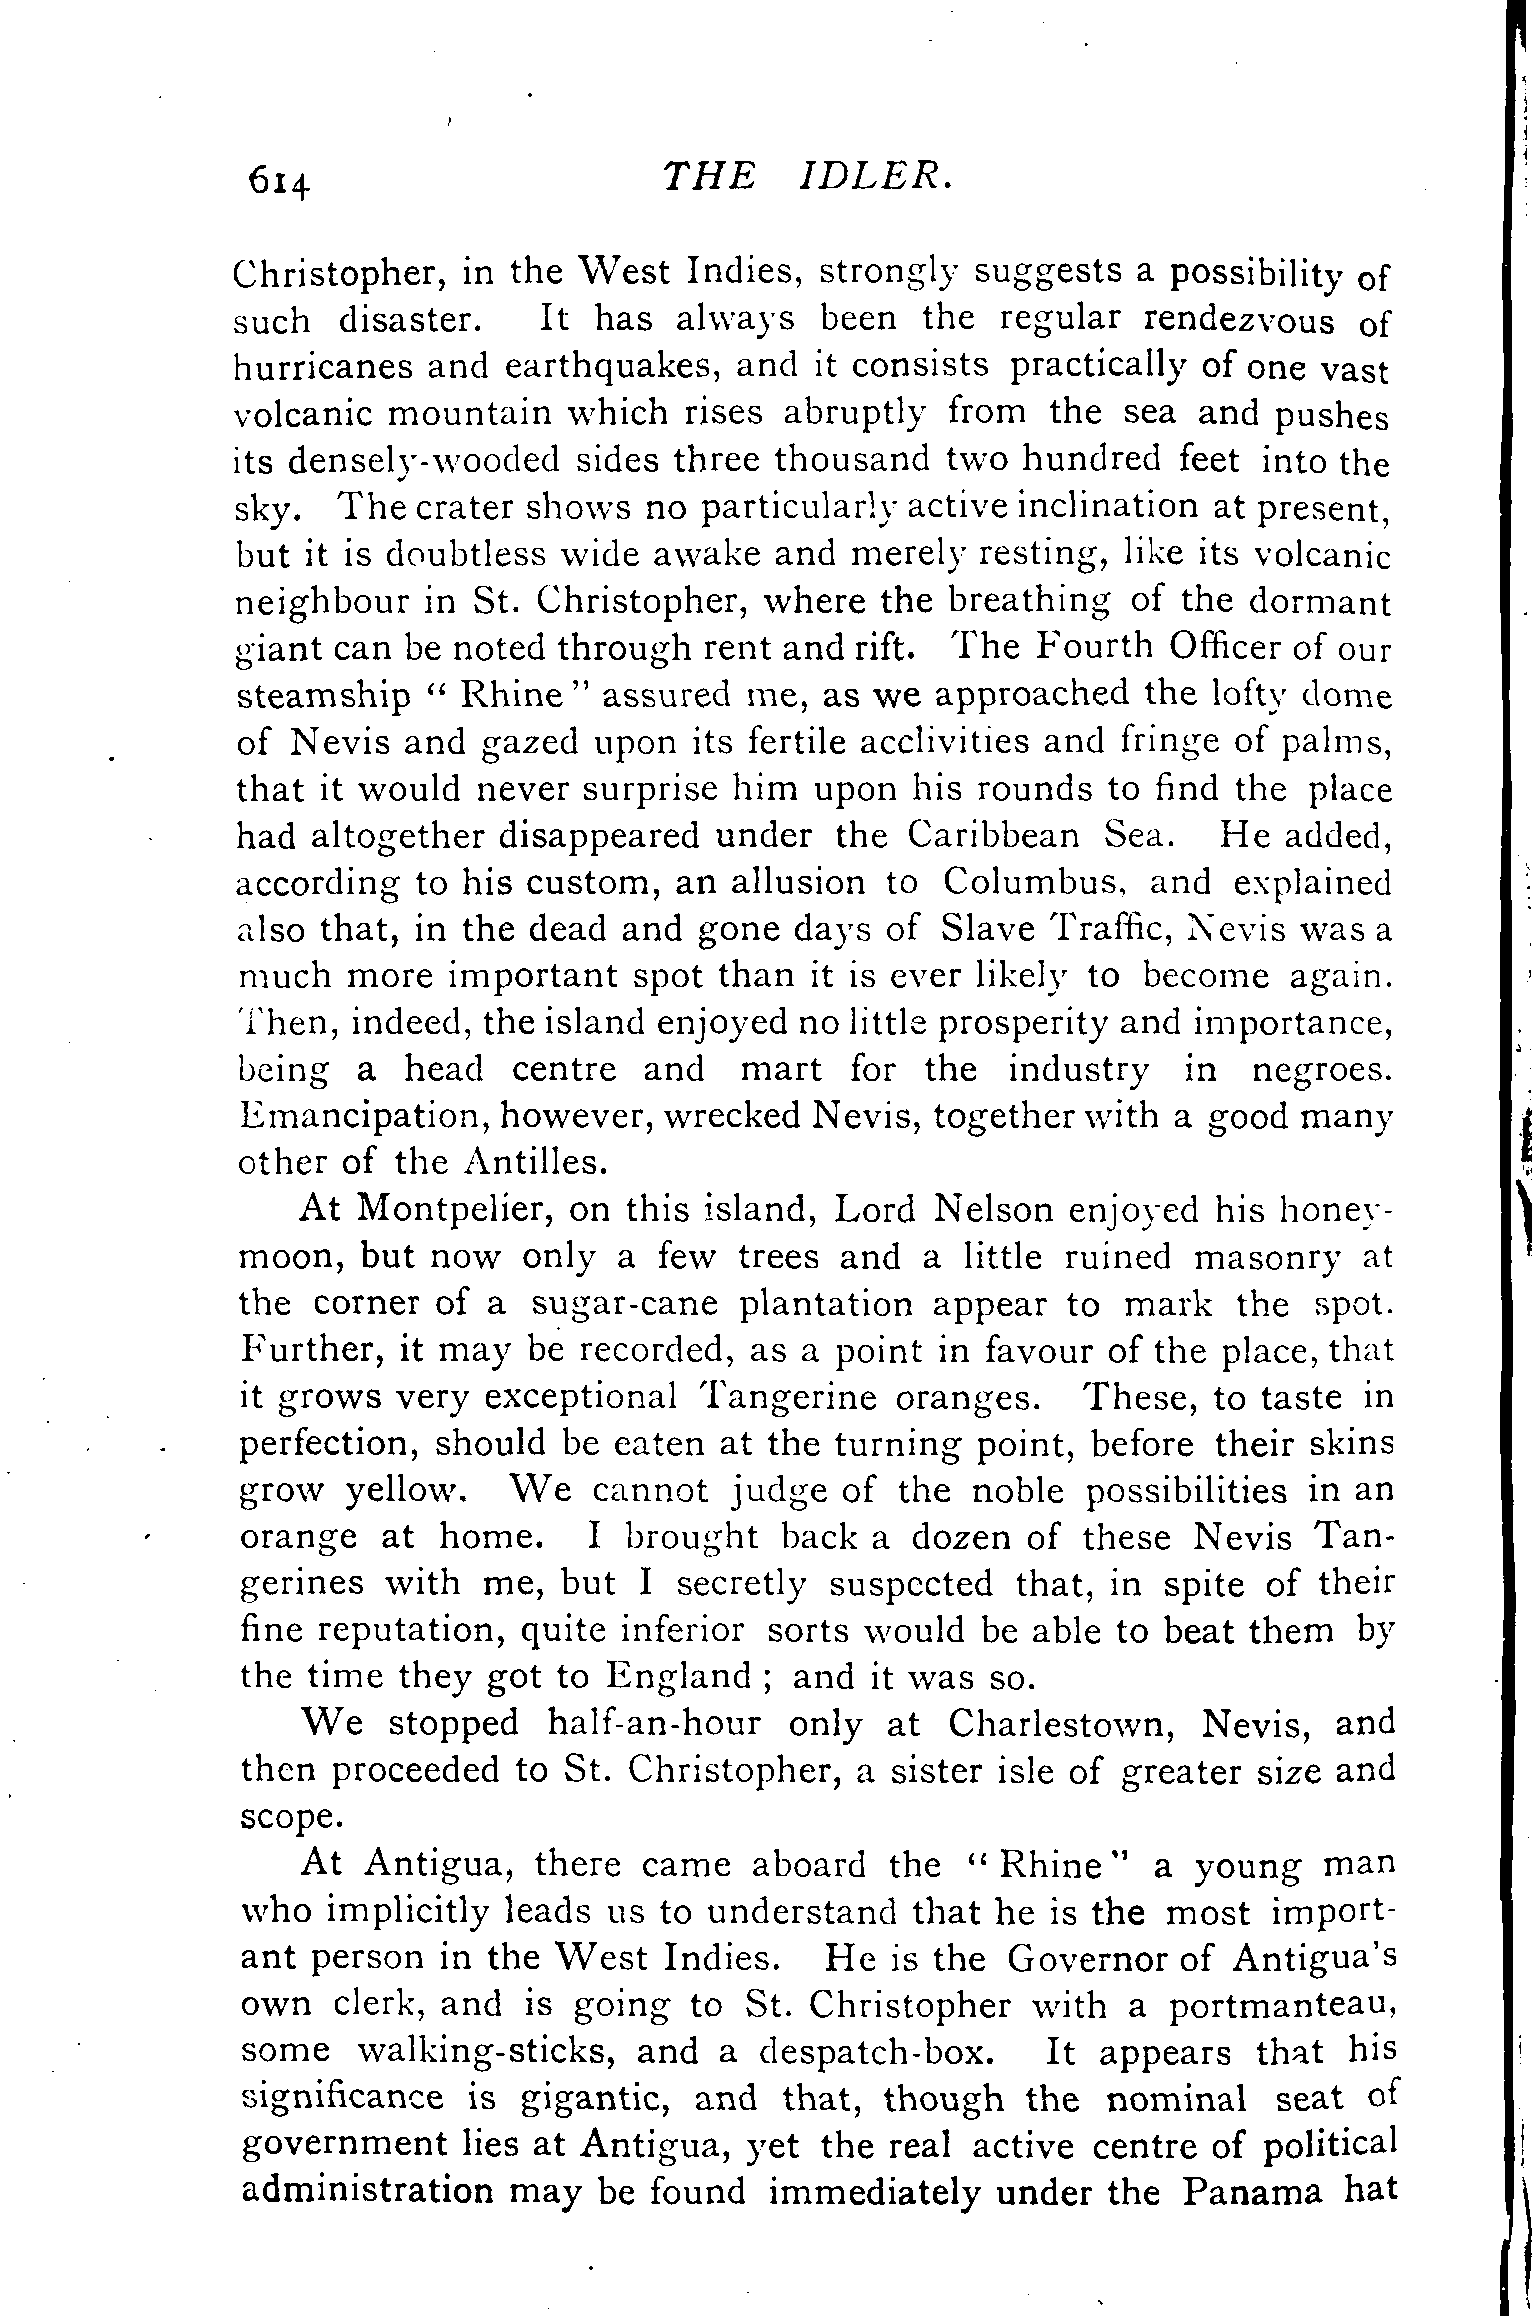 614 THE IDLER.
Christopher, in the West Indies, strongly suggests a possibility of
such disaster. It has always been the regular rendezvous of
hurricanes and earthquakes, and it consists practically of one vast
volcanic mountain which rises abruptly from the sea and pushes
its densely-wooded sides three thousand two hundred feet into the
sky. The crater shows no particularly active inclination at present,
but it is doubtless wide awake and merely resting, like its volcanic
neighbour in St. Christopher, where the breathing of the dormant
giant can be noted through rent and rift. The Fourth Officer of our
steamship " Rhine " assured me, as we approached the lofty dome
of Nevis and gazed upon its fertile acclivities and fringe of palms,
that it would never surprise him upon his rounds to find the place
had altogether disappeared under the Caribbean Sea. He added,
according to his custom, an allusion to Columbus, and explained
also that, in the dead and gone days of Slave Traffic, Nevis was a
much more important spot than it is ever likely to become again.
Then, indeed, the island enjoyed no little prosperity and importance,
being a head centre and mart for the industry in negroes.
Emancipation, however, wrecked Nevis, together with a good many
other of the Antilles.
At Montpelier, on this island, Lord Nelson enjoyed his honey-
moon, but now only a few trees and a little ruined masonry at
the corner of a sugar-cane plantation appear to mark the spot.
Further, it may be recorded, as a point in favour of the place, that
it grows very exceptional Tangerine oranges. These, to taste in
perfection, should be eaten at the turning point, before their skins
grow yellow. We cannot judge of the noble possibilities in an
orange at home. I brought back a dozen of these Nevis Tan-
gerines with me, but I secretly suspected that, in spite of their
fine reputation, quite inferior sorts would be able to beat them by
the time they got to England ; and it was so.
We stopped half-an-hour only at Charlestown, Nevis, and
then proceeded to St. Christopher, a sister isle of greater size and
scope.
At Antigua, there came aboard the " Rhine " a young man
who implicitly leads us to understand that he is the most import-
ant person in the West Indies. He is the Governor of Antigua's
own clerk, and is going to St. Christopher with a portmanteau,
some walking-sticks, and a despatch-box. It appears that his
significance is gigantic, and that, though the nominal seat of
government lies at Antigua, yet the real active centre of political
administration may be found immediately under the Panama hat